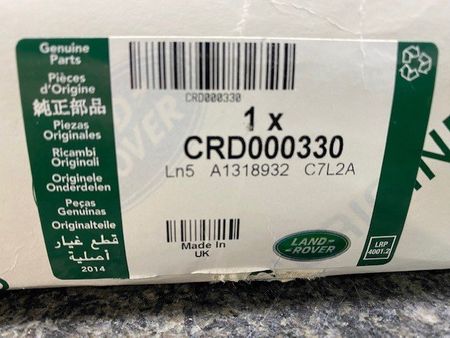 Genuine
Parts
Pièces
d'Origine
純正部品
Piezas
Originales
Ricambi
Originali
Originele
Onderdelen
Peças
Genuinas
Originalteile
قطع غيار
أصلية
2014
CRD000330
1 x
CRD000330
Ln5 A1318932 C7L2A
Made In
UK
LAND-
-ROVER
LRP
4001.2